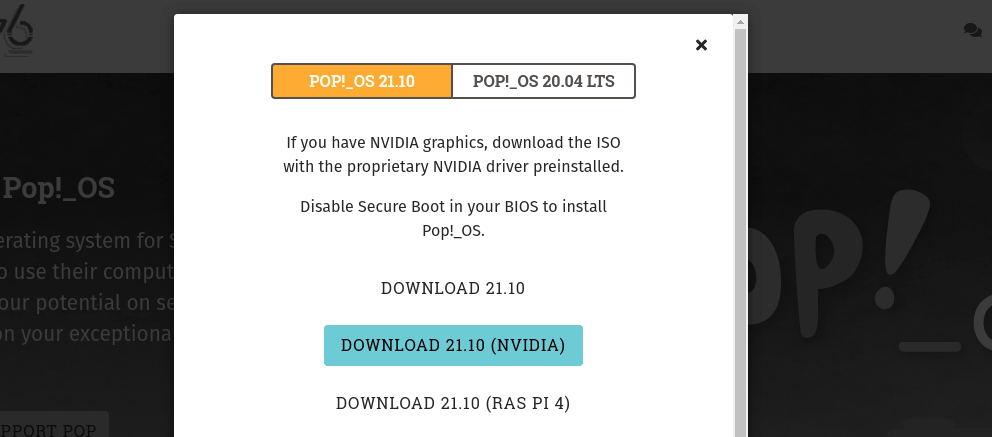 POP!_OS 21.10
POP!_OS 20.04 LTS
If you have NVIDIA graphics, download the ISO
with the proprietary NVIDIA driver preinstalled.
Disable Secure Boot in your BIOS to install
Pop!_OS.
DOWNLOAD 21.10
DOWNLOAD 21.10 (NVIDIA)
DOWNLOAD 21.10 (RAS PI 4)
Pop!_OS
erating system for S
o use their comput
our potential on se
on your exceptiona
PPORT POP
OP!_O